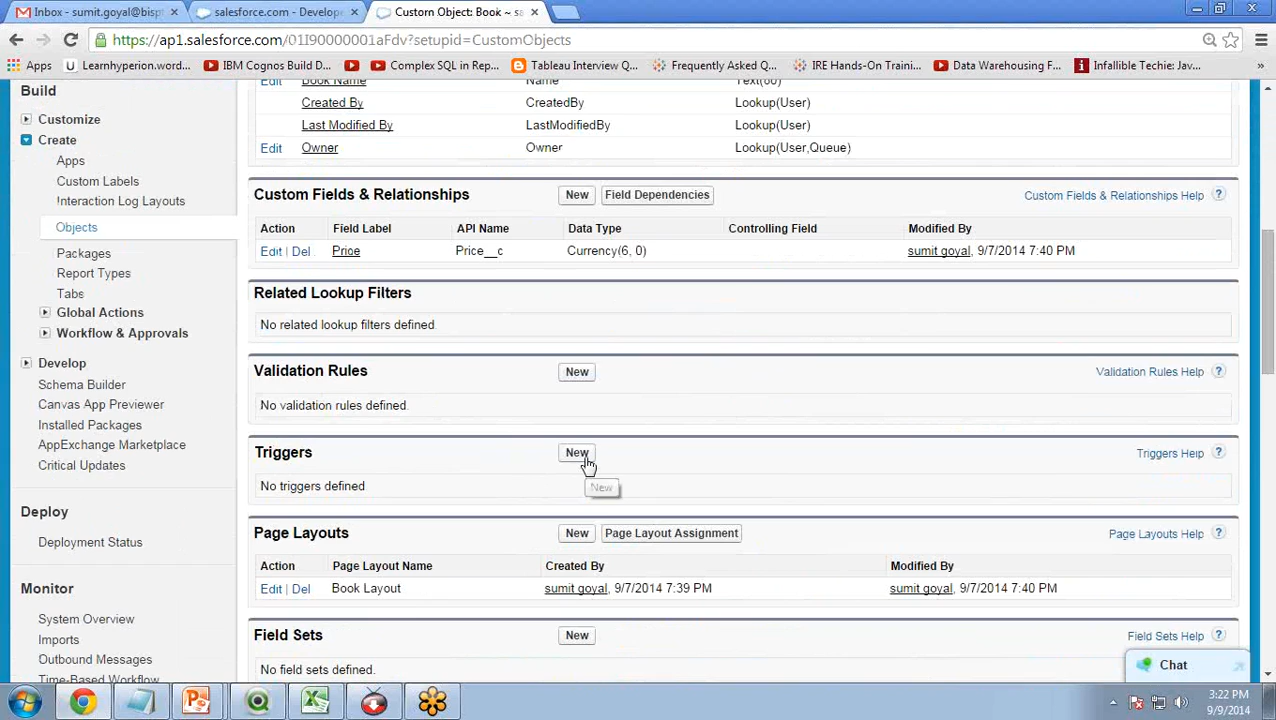 Inbox - sumit.goyal@bisp
salesforce.com - Develope
Custom Object: Book ~ sa
https://ap1.salesforce.com/01I90000001aFdv?setupid=CustomObjects
Apps
Learnhyperion.word...
IBM Cognos Build D...
Complex SQL in Rep...
Tableau Interview Q...
Frequently Asked Q...
IRE Hands-On Traini...
Data Warehousing F...
Infallible Techie: Jav...
»
Build
Customize
Create
Apps
Custom Labels
Interaction Log Layouts
Objects
Packages
Report Types
Tabs
Global Actions
Workflow & Approvals
Develop
Schema Builder
Canvas App Previewer
Installed Packages
AppExchange Marketplace
Critical Updates
Deploy
Deployment Status
Monitor
System Overview
Imports
Outbound Messages
Time-Based Workflow
Edit Book Name Name Text(80)
Created By CreatedBy Lookup(User)
Last Modified By LastModifiedBy Lookup(User)
Edit Owner Owner Lookup(User,Queue)
Custom Fields & Relationships New Field Dependencies Custom Fields & Relationships Help ?
Action Field Label API Name Data Type Controlling Field Modified By
Edit | Del Price Price__c Currency(6, 0) sumit goyal, 9/7/2014 7:40 PM
Related Lookup Filters
No related lookup filters defined.
Validation Rules New Validation Rules Help ?
No validation rules defined.
Triggers New Triggers Help ?
New
No triggers defined
Page Layouts New Page Layout Assignment Page Layouts Help ?
Action Page Layout Name Created By Modified By
Edit | Del Book Layout sumit goyal, 9/7/2014 7:39 PM sumit goyal, 9/7/2014 7:40 PM
Field Sets New Field Sets Help ?
No field sets defined.
Chat
3:22 PM
9/9/2014